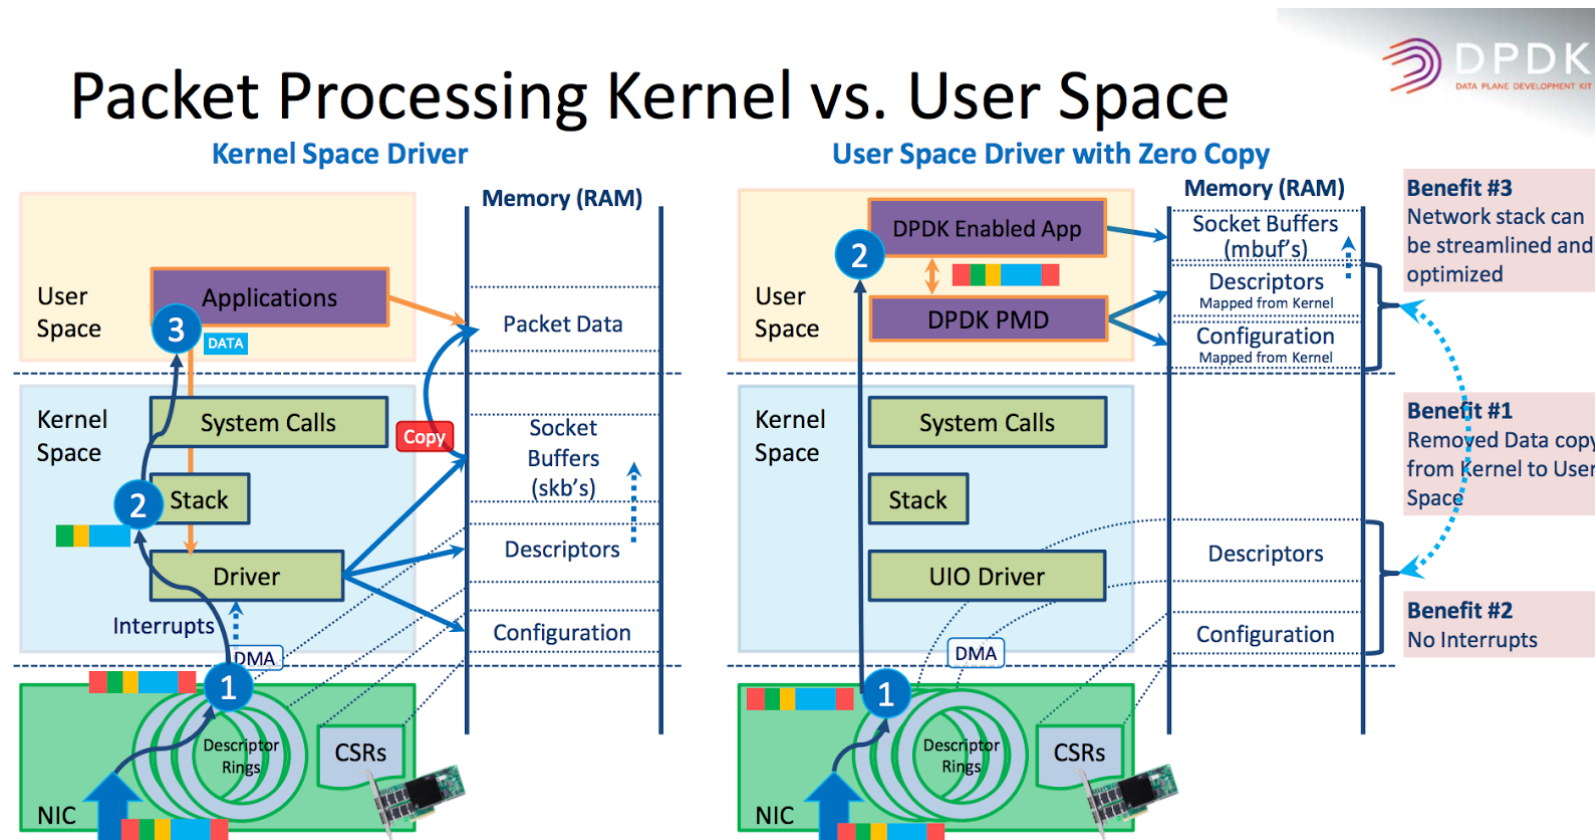 DPDK
DATA PLANE DEVELOPMENT KIT
Packet Processing Kernel vs. User Space
Kernel Space Driver
Memory (RAM)
User
Space
Applications
3
DATA
Packet Data
Kernel
Space
System Calls
Copy
Socket
Buffers
(skb's)
2
Stack
Driver
Descriptors
Interrupts
Configuration
DMA
1
Descriptor
Rings
CSRs
NIC
User Space Driver with Zero Copy
Memory (RAM)
User
Space
DPDK Enabled App
2
DPDK PMD
Socket Buffers
(mbuf's)
Descriptors
Mapped from Kernel
Configuration
Mapped from Kernel
Kernel
Space
System Calls
Stack
UIO Driver
Descriptors
Configuration
DMA
1
Descriptor
Rings
CSRs
NIC
Benefit #3
Network stack can
be streamlined and
optimized
Benefit #1
Removed Data copy
from Kernel to User
Space
Benefit #2
No Interrupts